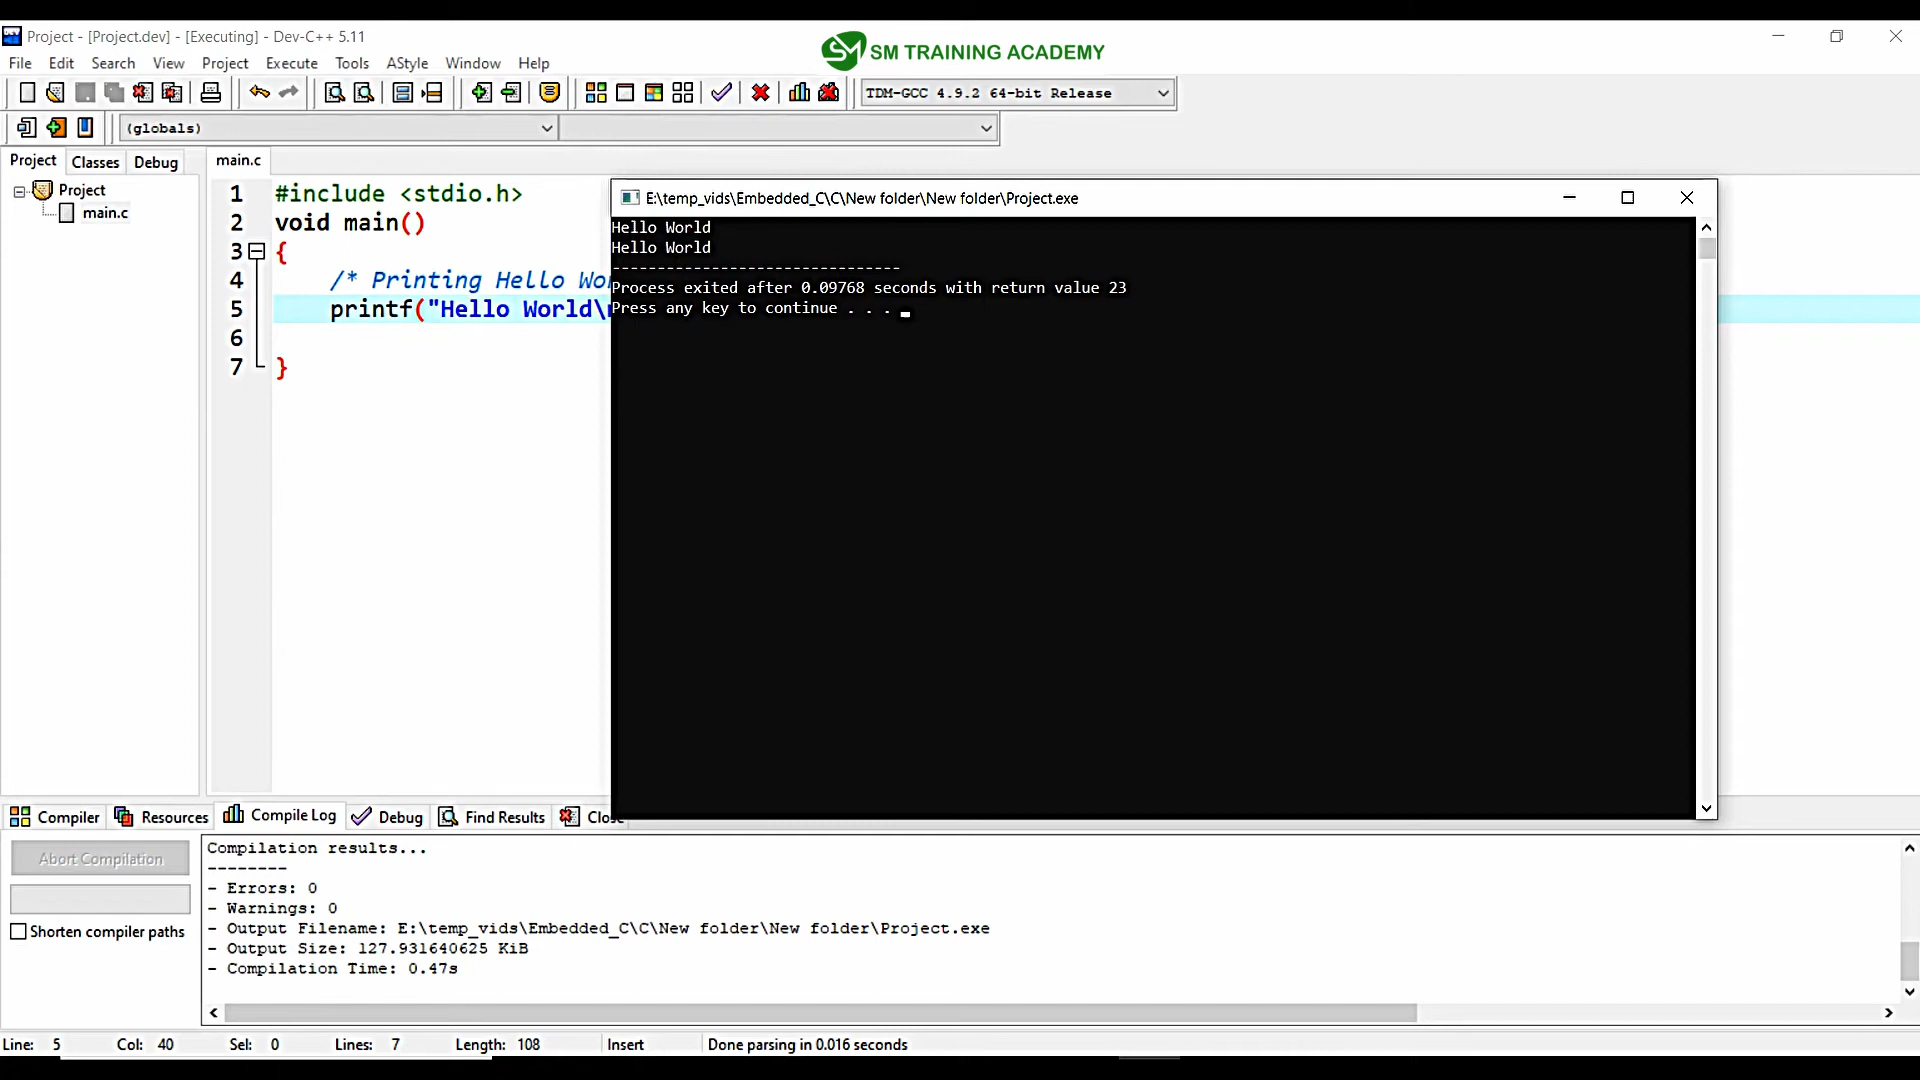 Project - [Project.dev] - [Executing] - Dev-C++ 5.11
SM TRAINING ACADEMY
File Edit Search View Project Execute Tools AStyle Window Help
TDM-GCC 4.9.2 64-bit Release
(globals)
Project Classes Debug
main.c
Project
main.c
1 #include <stdio.h>
2 void main()
3 {
4 /* Printing Hello
5 printf("Hello World\
6
7 }
E:\temp_vids\Embedded_C\C\New folder\New folder\Project.exe
Hello World
Hello World
--------------------------------
Process exited after 0.09768 seconds with return value 23
Press any key to continue . . .
Compiler Resources Compile Log Debug Find Results
Abort Compilation
Shorten compiler paths
Compilation results...
--------
- Errors: 0
- Warnings: 0
- Output Filename: E:\temp_vids\Embedded_C\C\New folder\New folder\Project.exe
- Output Size: 127.931640625 KiB
- Compilation Time: 0.47s
Line: 5 Col: 40 Sel: 0 Lines: 7 Length: 108 Insert Done parsing in 0.016 seconds